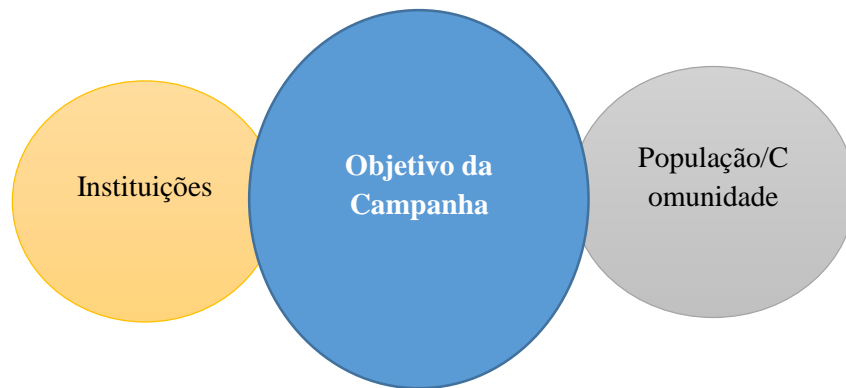 Instituições
Objetivo da
Campanha
População/C
omunidade